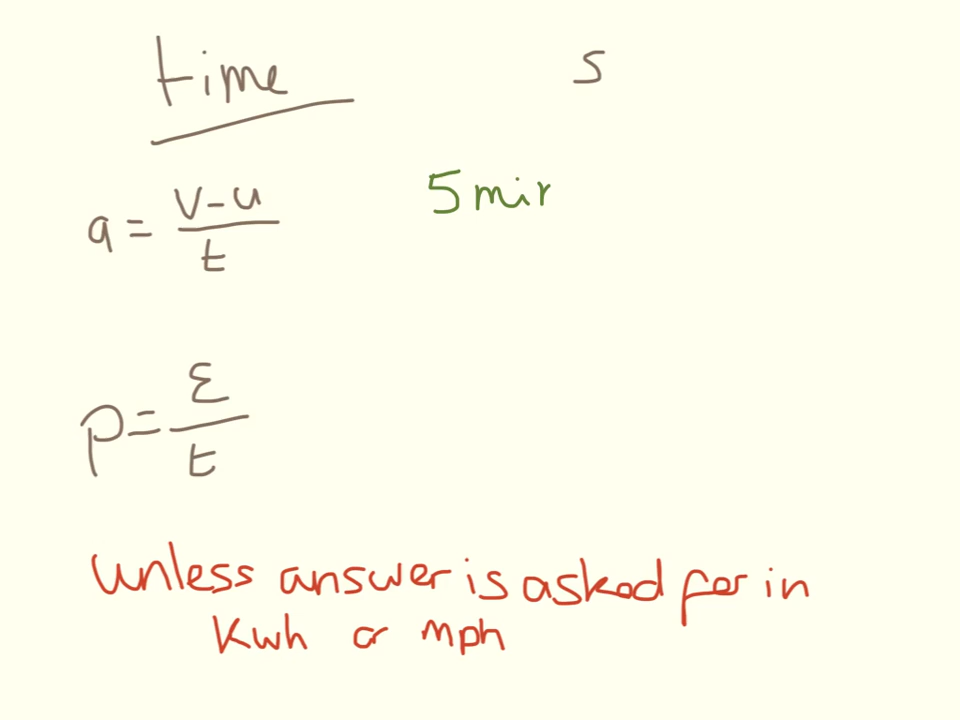 time s
a = v-u / t
5 mir
P = E / t
unless answer is asked for in
Kwh or mph